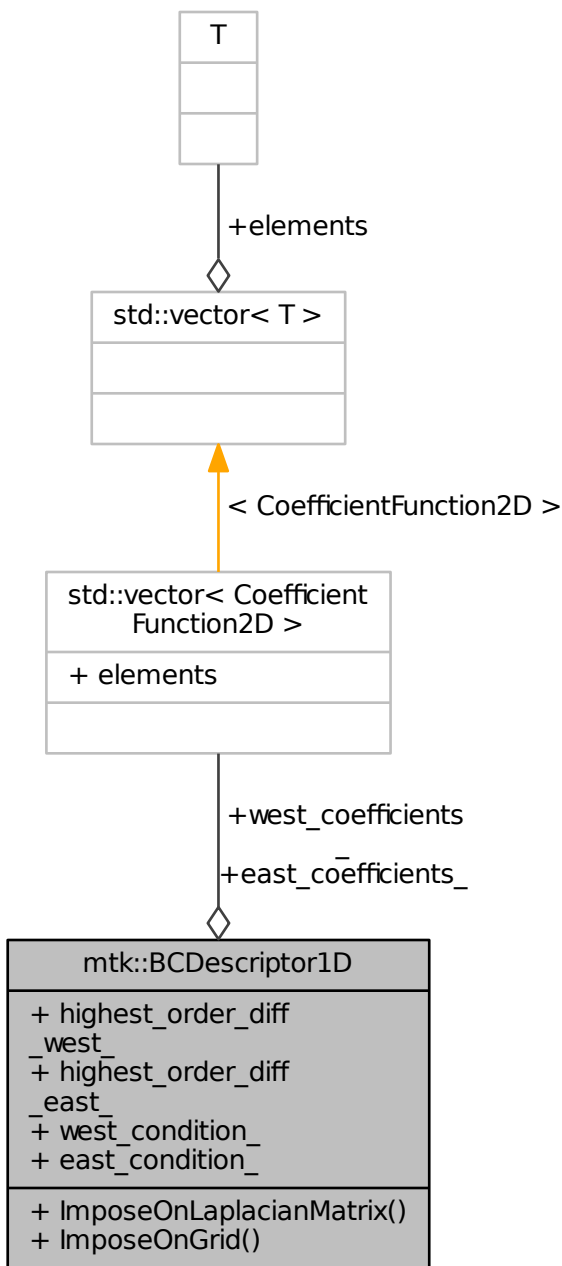 T
+elements
std::vector< T >
< CoefficientFunction2D >
std::vector< Coefficient
Function2D >
+ elements
+west_coefficients
_
+east_coefficients_
mtk::BCDescriptor1D
+ highest_order_diff
_west_
+ highest_order_diff
_east_
+ west_condition_
+ east_condition_
+ ImposeOnLaplacianMatrix()
+ ImposeOnGrid()